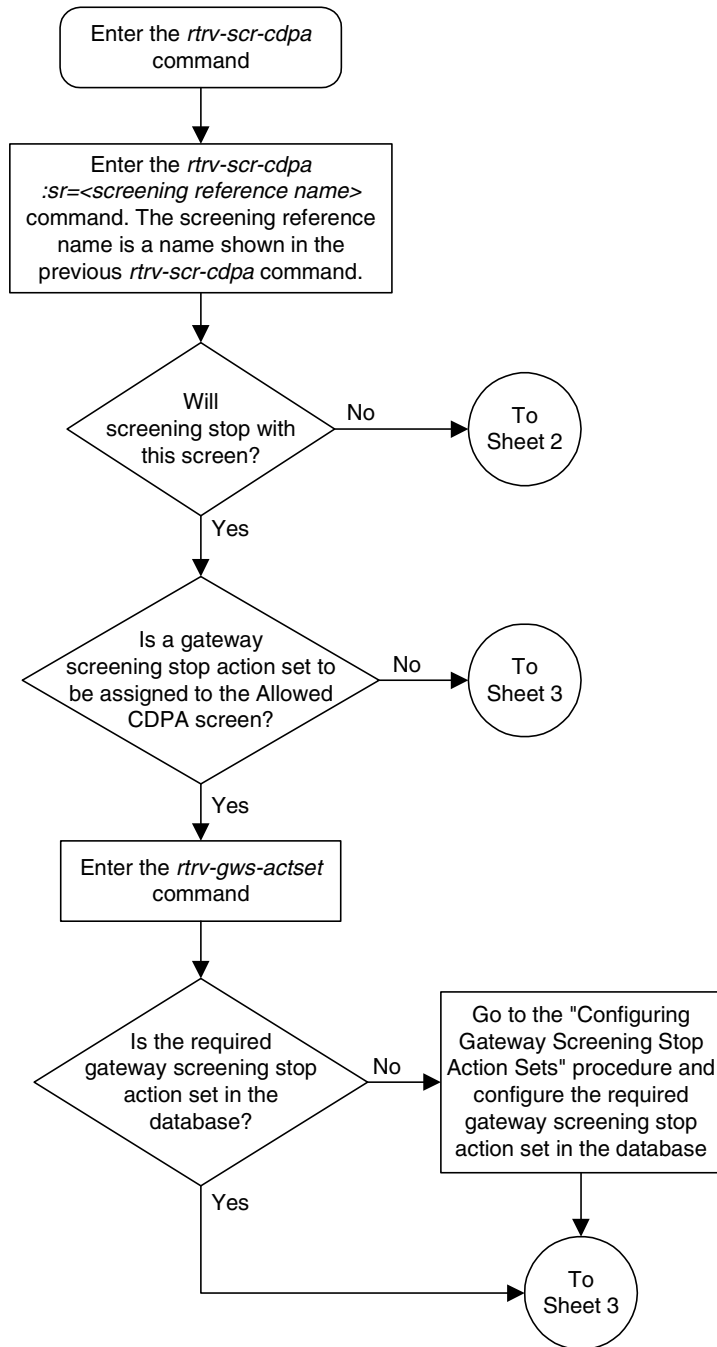 Enter the rtrv-scr-cdpa
command
Enter the rtrv-scr-cdpa
:sr=<screening reference name>
command. The screening reference
name is a name shown in the
previous rtrv-scr-cdpa command.
Will
screening stop with
this screen?
No
To
Sheet 2
Yes
Is a gateway
screening stop action set to
be assigned to the Allowed
CDPA screen?
No
To
Sheet 3
Yes
Enter the rtrv-gws-actset
command
Is the required
gateway screening stop
action set in the
database?
No
Go to the "Configuring
Gateway Screening Stop
Action Sets" procedure and
configure the required
gateway screening stop
action set in the database
Yes
To
Sheet 3